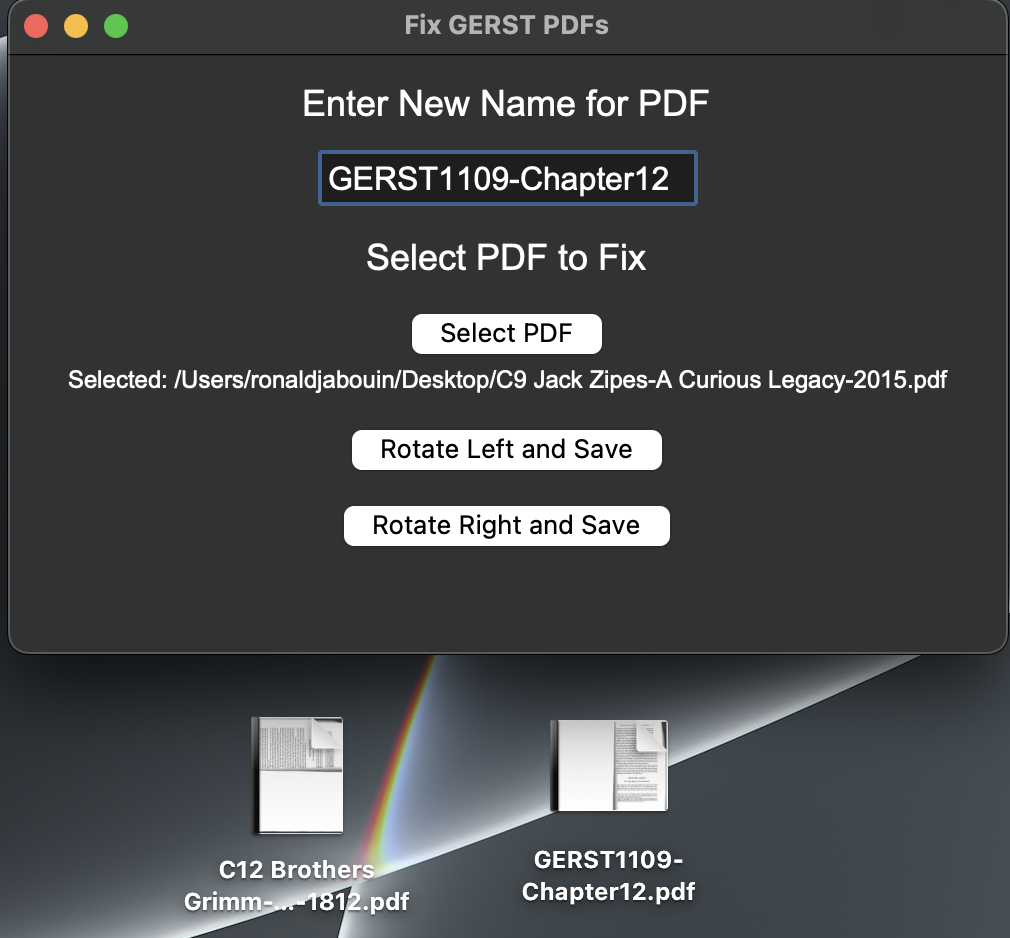 Fix GERST PDFs
Enter New Name for PDF
GERST1109-Chapter12
Select PDF to Fix
Select PDF
Selected: /Users/ronaldjabouin/Desktop/C9 Jack Zipes-A Curious Legacy-2015.pdf
Rotate Left and Save
Rotate Right and Save
C12 Brothers
Grimm-...-1812.pdf
GERST1109-
Chapter12.pdf